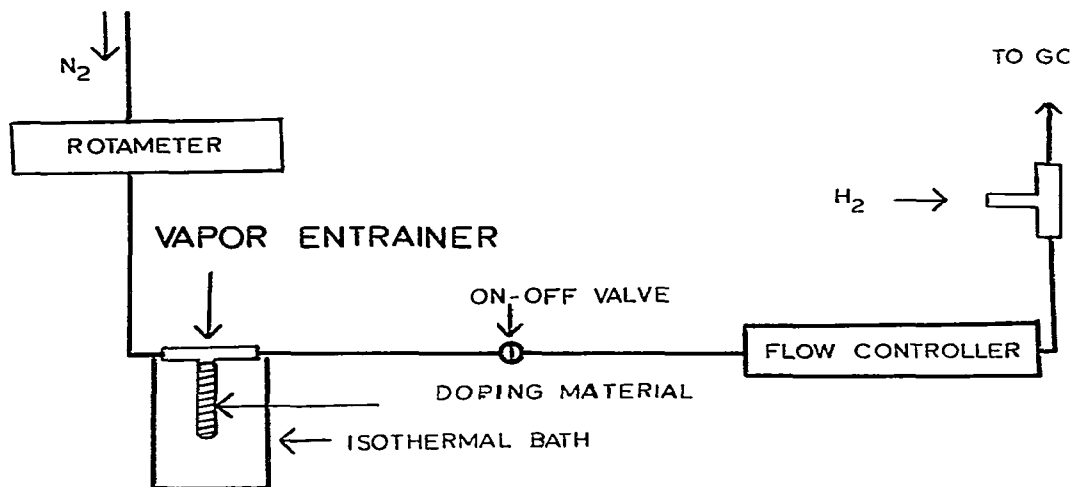 N2
TO GC
ROTAMETER
H2
VAPOR ENTRAINER
ON-OFF VALVE
FLOW CONTROLLER
DOPING MATERIAL
ISOTHERMAL BATH